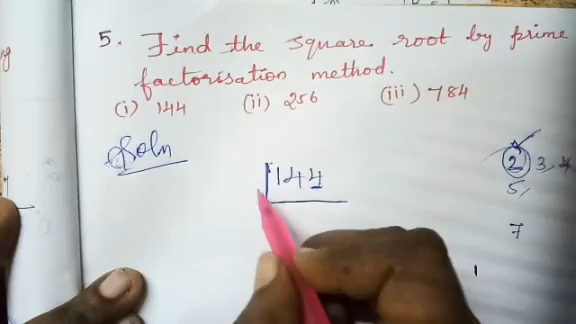 5. Find the square root by prime
factorisation method.
(i) 144 (ii) 256 (iii) 784
Soln
144
2 3,
5,
7